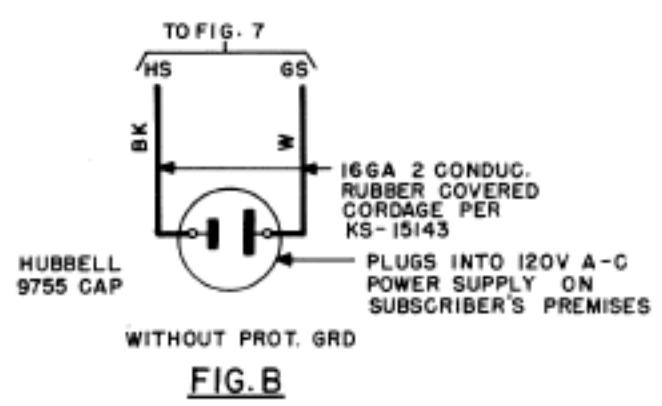 TO FIG. 7
HS GS
BK W
16GA 2 CONDUC.
RUBBER COVERED
CORDAGE PER
KS-15143
HUBBELL
9755 CAP
PLUGS INTO 120V A-C
POWER SUPPLY ON
SUBSCRIBER'S PREMISES
WITHOUT PROT. GRD
FIG. B